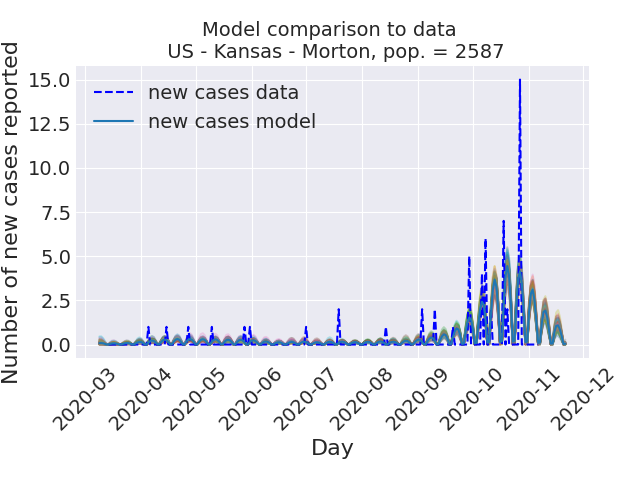 Model comparison to data
US - Kansas - Morton, pop. = 2587
Number of new cases reported
15.0
12.5
10.0
7.5
5.0
2.5
0.0
new cases data
new cases model
2020-03
2020-04
2020-05
2020-06
2020-07
2020-08
2020-09
2020-10
2020-11
2020-12
Day